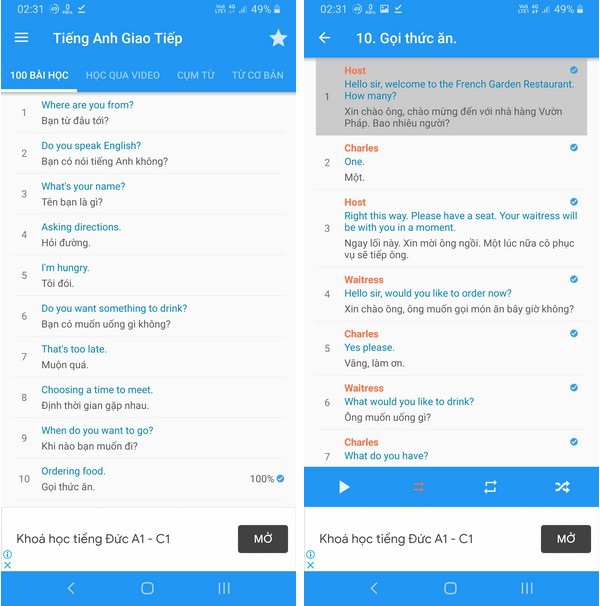 02:31
49%
Tiếng Anh Giao Tiếp
100 BÀI HỌC HỌC QUA VIDEO CỤM TỪ TỪ CƠ BẢN
1 Where are you from?
Bạn từ đâu tới?
2 Do you speak English?
Bạn có nói tiếng Anh không?
3 What's your name?
Tên bạn là gì?
4 Asking directions.
Hỏi đường.
5 I'm hungry.
Tôi đói.
6 Do you want something to drink?
Bạn có muốn uống gì không?
7 That's too late.
Muộn quá.
8 Choosing a time to meet.
Định thời gian gặp nhau.
9 When do you want to go?
Khi nào bạn muốn đi?
10 Ordering food.
Gọi thức ăn.
100%
Khoá học tiếng Đức A1 - C1
MỞ
02:31
49%
10. Gọi thức ăn.
Host
1 Hello sir, welcome to the French Garden Restaurant.
How many?
Xin chào ông, chào mừng đến với nhà hàng Vườn
Pháp. Bao nhiêu người?
Charles
2 One.
Một.
Host
3 Right this way. Please have a seat. Your waitress will
be with you in a moment.
Ngay lối này. Xin mời ông ngồi. Một lúc nữa cô phục
vụ sẽ tiếp ông.
Waitress
4 Hello sir, would you like to order now?
Xin chào ông, ông muốn gọi món ăn bây giờ không?
Charles
5 Yes please.
Vâng, làm ơn.
Waitress
6 What would you like to drink?
Ông muốn uống gì?
Charles
7 What do you have?
Khoá học tiếng Đức A1 - C1
MỞ